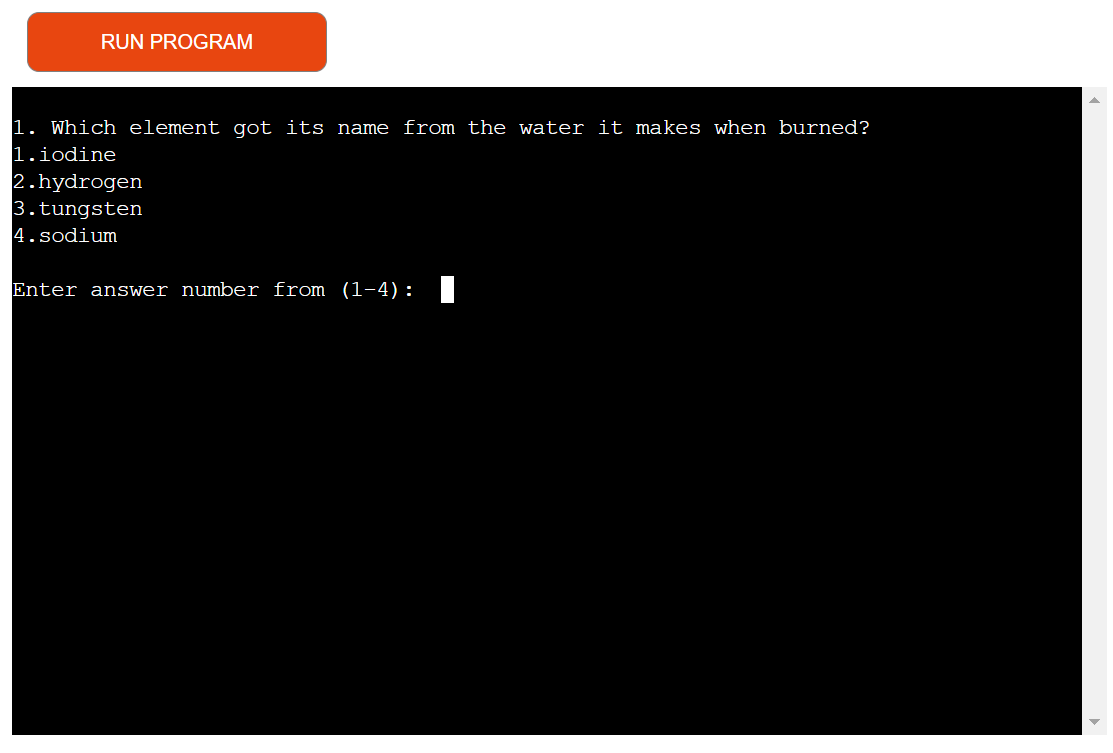 RUN PROGRAM
1. Which element got its name from the water it makes when burned?
1.iodine
2.hydrogen
3.tungsten
4.sodium
Enter answer number from (1-4):